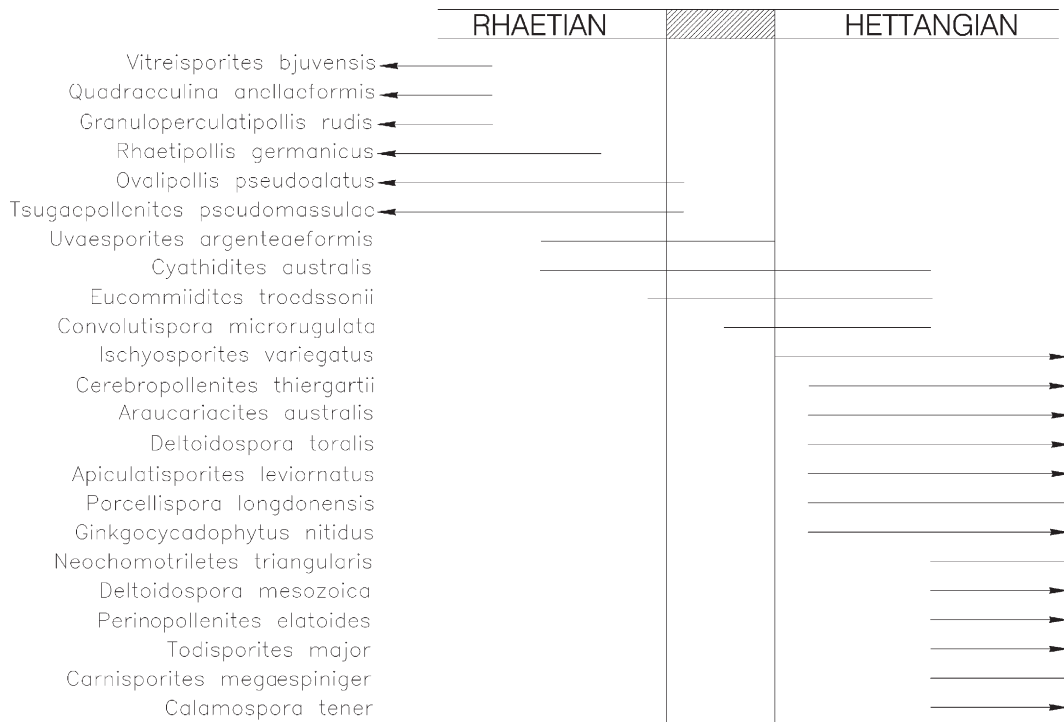 RHAETIAN HETTANGIAN
Vitreisporites bjuvensis
Quadraeculina anellaeformis
Granuloperculatipollis rudis
Rhaetipollis germanicus
Ovalipollis pseudoalatus
Tsugaepollenites pseudomassulae
Uvaesporites argenteaeformis
Cyathidites australis
Eucommiidites troedssonii
Convolutispora microrugulata
Ischyosporites variegatus
Cerebropollenites thiergartii
Araucariacites australis
Deltoidospora toralis
Apiculatisporites leviornatus
Porcellispora longdonensis
Ginkgocycadophytus nitidus
Neochomotriletes triangularis
Deltoidospora mesozoica
Perinopollenites elatoides
Todisporites major
Carnisporites megaespiniger
Calamospora tener